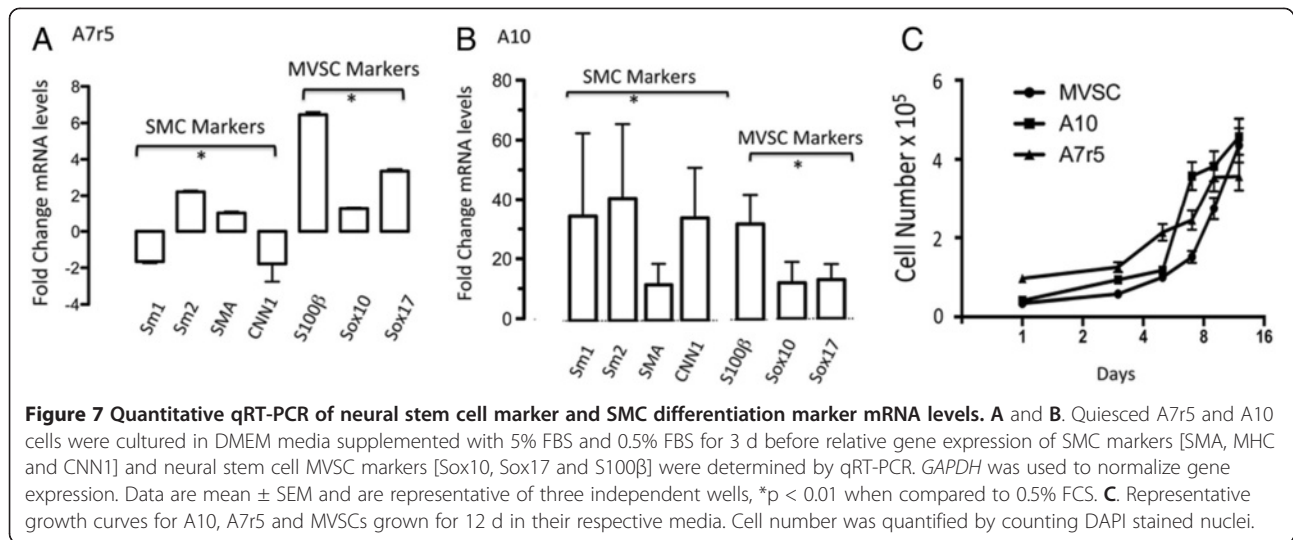 A A7r5
Fold Change mRNA levels
8
6
4
2
0
-2
-4
SMC Markers
*
MVSC Markers
*
Sm1
Sm2
SMA
CNN1
S100β
Sox10
Sox17
B A10
Fold Change mRNA levels
80
60
40
20
0
SMC Markers
*
MVSC Markers
*
Sm1
Sm2
SMA
CNN1
S100β
Sox10
Sox17
C
Cell Number x 10⁵
6
4
2
0
MVSC
A10
A7r5
1 2 4 8 16
Days
Figure 7 Quantitative qRT-PCR of neural stem cell marker and SMC differentiation marker mRNA levels. A and B. Quiesced A7r5 and A10
cells were cultured in DMEM media supplemented with 5% FBS and 0.5% FBS for 3 d before relative gene expression of SMC markers [SMA, MHC
and CNN1] and neural stem cell MVSC markers [Sox10, Sox17 and S100β] were determined by qRT-PCR. GAPDH was used to normalize gene
expression. Data are mean ± SEM and are representative of three independent wells, *p < 0.01 when compared to 0.5% FCS. C. Representative
growth curves for A10, A7r5 and MVSCs grown for 12 d in their respective media. Cell number was quantified by counting DAPI stained nuclei.